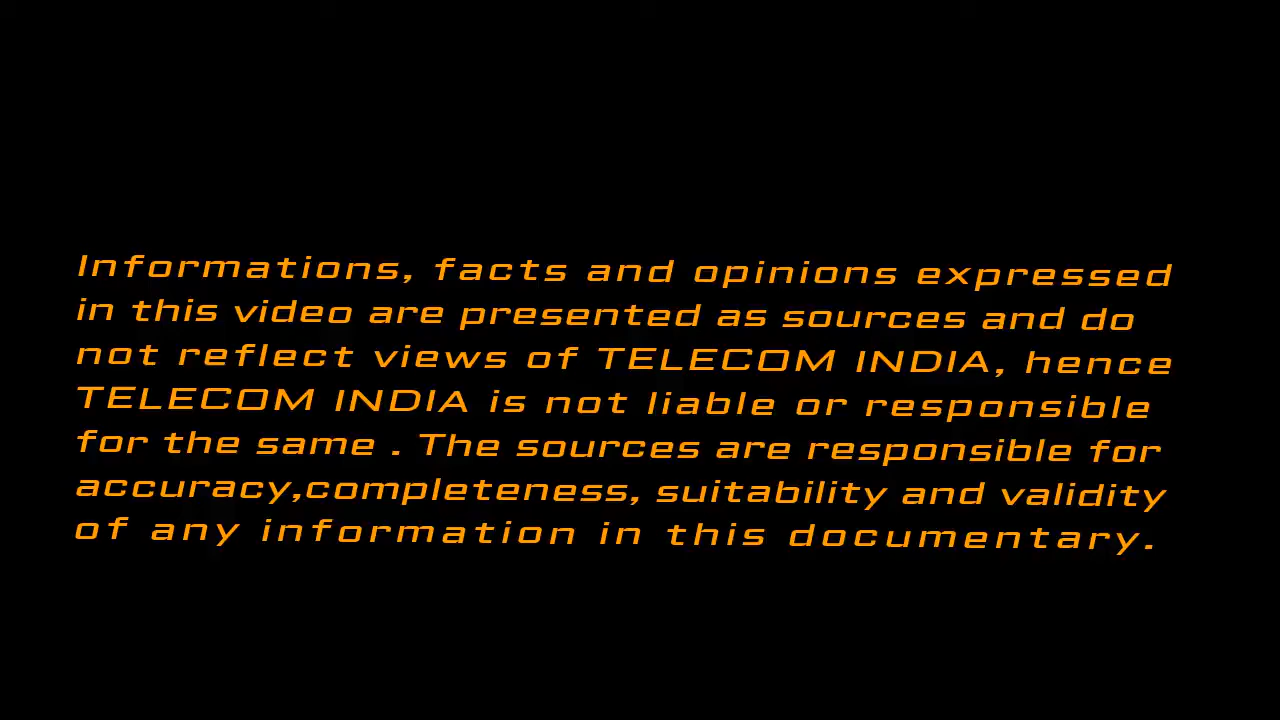 Informations, facts and opinions expressed
in this video are presented as sources and do
not reflect views of TELECOM INDIA, hence
TELECOM INDIA is not liable or responsible
for the same . The sources are responsible for
accuracy,completeness, suitability and validity
of any information in this documentary.